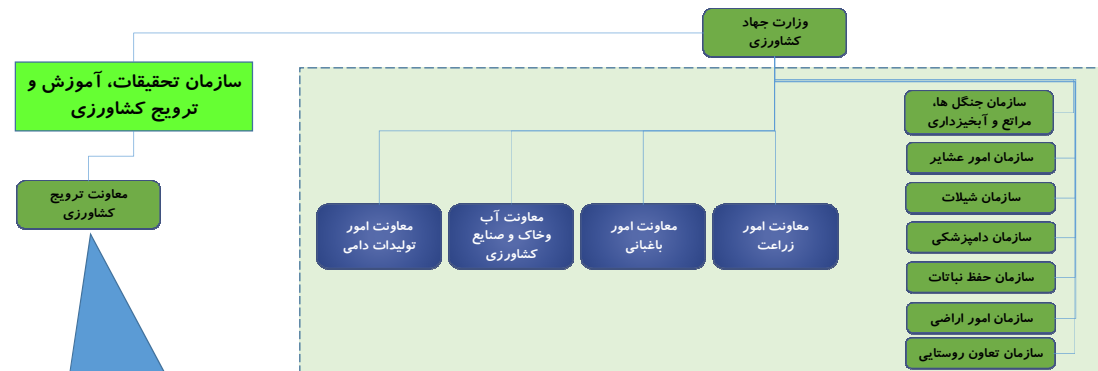 وزارت جهاد
کشاورزی
سازمان تحقیقات، آموزش و
ترویج کشاورزی
معاونت ترویج
کشاورزی
سازمان جنگل ها،
مراتع و آبخیزداری
سازمان امور عشایر
سازمان شیلات
سازمان دامپزشکی
سازمان حفظ نباتات
سازمان امور اراضی
سازمان تعاون روستایی
معاونت امور
زراعت
معاونت امور
باغبانی
معاونت آب
وخاک و صنایع
کشاورزی
معاونت امور
تولیدات دامی